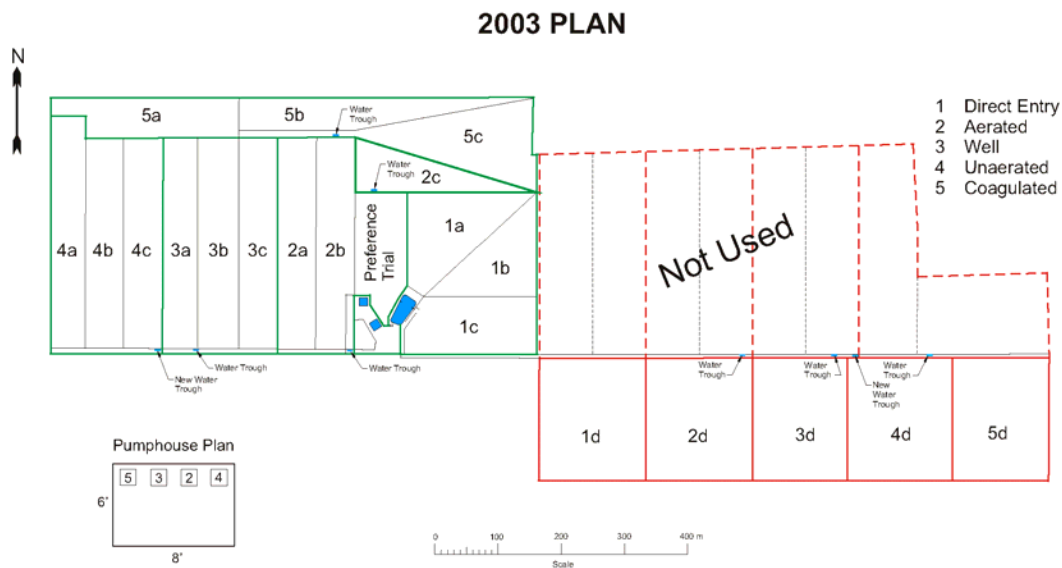 2003 PLAN
N
5a
5b
Water
Trough
5c
1 Direct Entry
2 Aerated
3 Well
4 Unaerated
5 Coagulated
Water
Trough
2c
4a
4b
4c
3a
3b
3c
2a
2b
Preference
Trial
1a
1b
1c
Not Used
New Water
Trough
Water Trough
Water Trough
Water
Trough
Water
Trough
New
Water
Trough
Water
Trough
1d
2d
3d
4d
5d
Pumphouse Plan
5
3
2
4
6'
8'
0
100
200
300
400 m
Scale